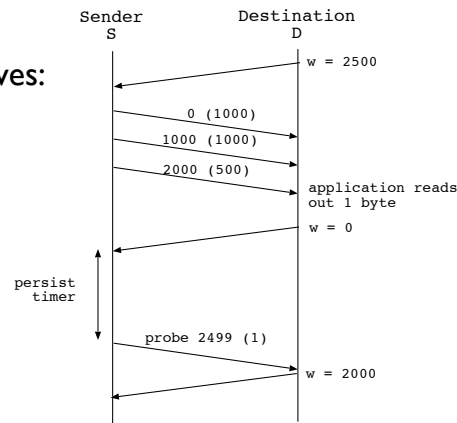 Sender Destination
S D
w = 2500
ves:
0 (1000)
1000 (1000)
2000 (500)
application reads
out 1 byte
w = 0
persist
timer
probe 2499 (1)
w = 2000